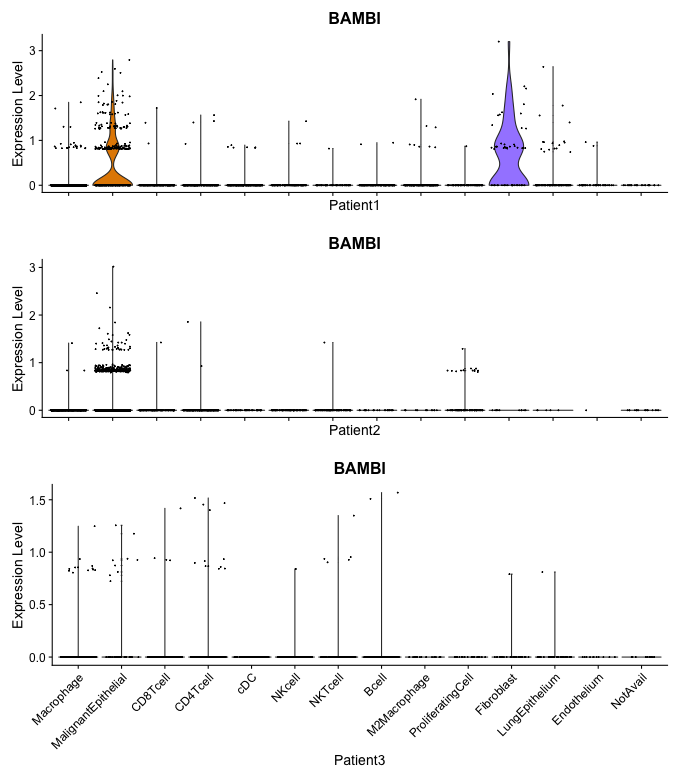 BAMBI
Expression Level
3
2
1
0
Patient1
BAMBI
Expression Level
3
2
1
0
Patient2
BAMBI
Expression Level
1.5
1.0
0.5
0.0
Macrophage
MalignantEpithelial
CD8Tcell
CD4Tcell
cDC
NKcell
NKTcell
Bcell
M2Macrophage
ProliferatingCell
Fibroblast
LungEpithelium
Endothelium
NotAvail
Patient3